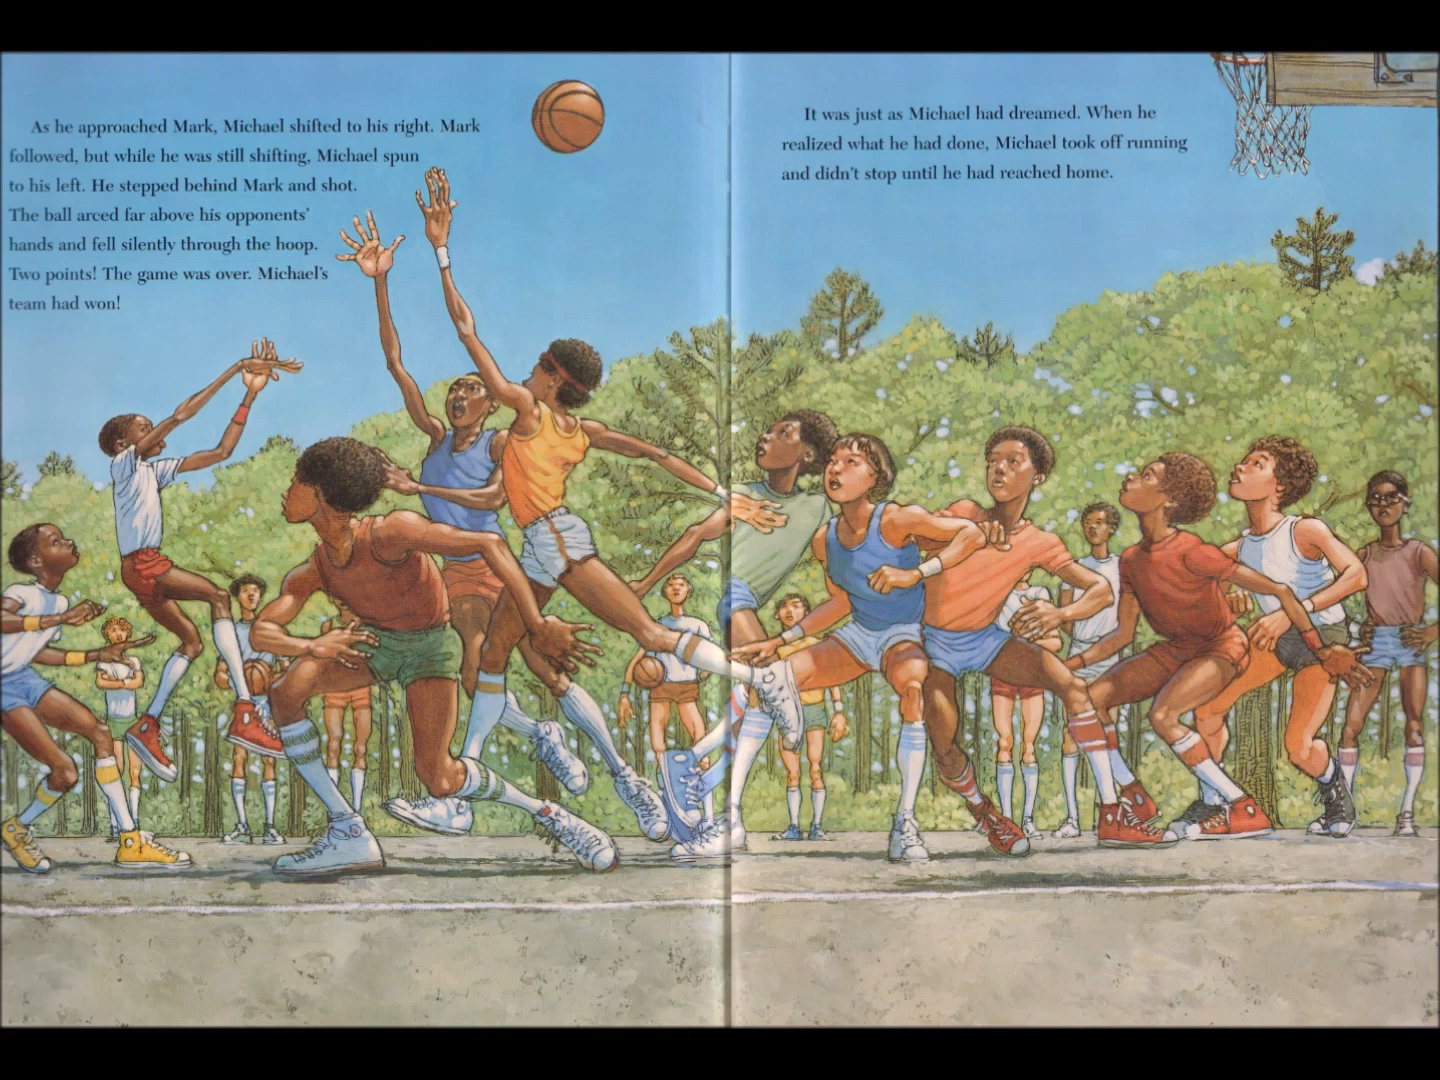 As he approached Mark, Michael shifted to his right. Mark
followed, but while he was still shifting, Michael spun
to his left. He stepped behind Mark and shot.
The ball arced far above his opponents'
hands and fell silently through the hoop.
Two points! The game was over. Michael's
team had won!
It was just as Michael had dreamed. When he
realized what he had done, Michael took off running
and didn't stop until he had reached home.